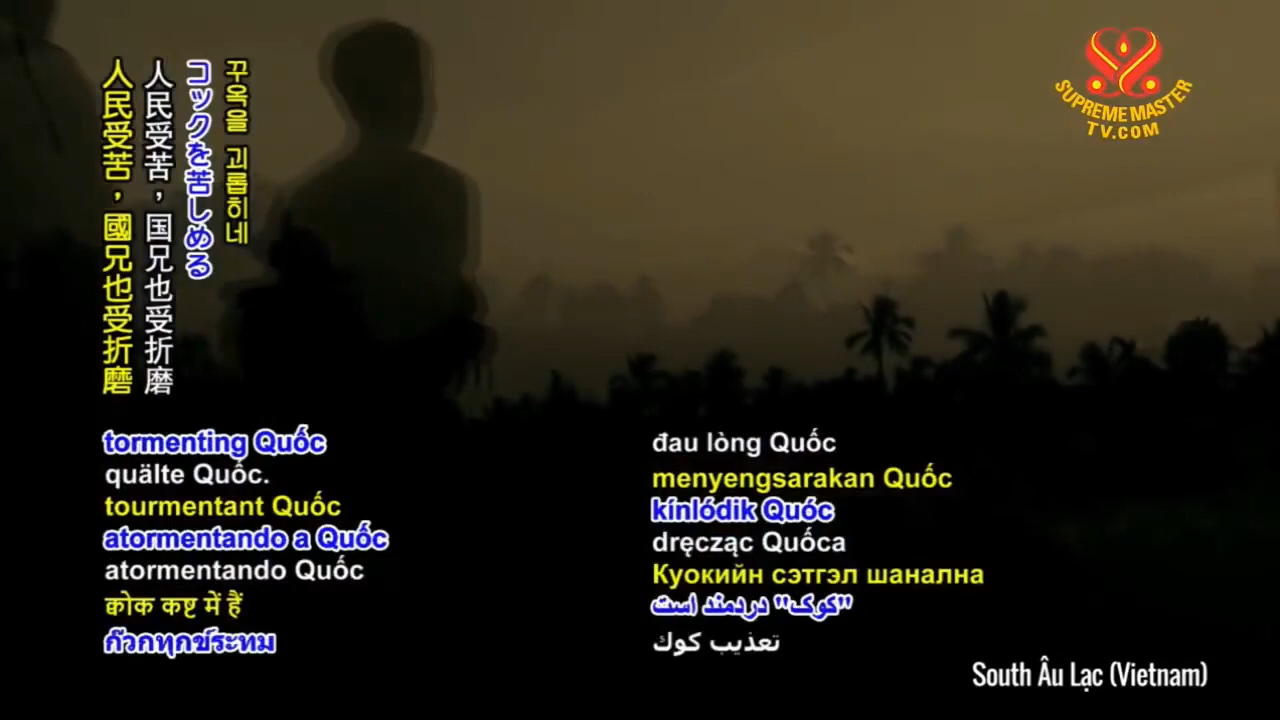 人民受苦，國兄也受折磨
人民受苦，国兄也受折磨
コックを苦しめる
꾸옥을 괴롭히네
SUPREME MASTER
TV.COM
tormenting Quốc
quälte Quốc.
tourmentant Quốc
atormentando a Quốc
atormentando Quốc
क्वोक कष्ट में हैं
ก๊วกทุกข์ระทม
đau lòng Quốc
menyengsarakan Quốc
kínlódik Quóc
dręcząc Quốca
Куокийн сэтгэл шанална
"کوک" دردمند است
تعذيب كوك
South Âu Lạc (Vietnam)